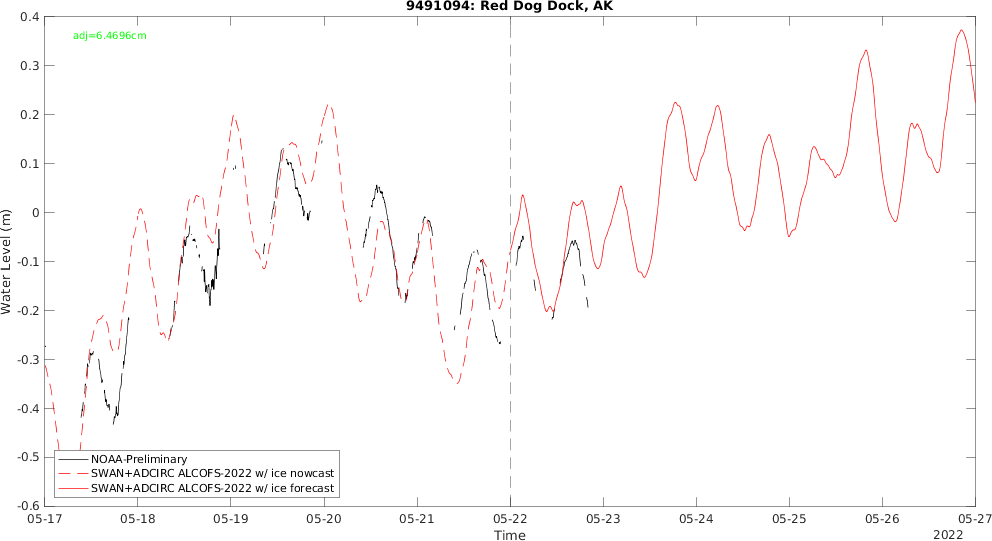 9491094: Red Dog Dock, AK
adj=6.4696cm
Water Level (m)
0.4
0.3
0.2
0.1
0
-0.1
-0.2
-0.3
-0.4
-0.5
-0.6
NOAA-Preliminary
SWAN+ADCIRC ALCOFS-2022 w/ ice nowcast
SWAN+ADCIRC ALCOFS-2022 w/ ice forecast
05-17 05-18 05-19 05-20 05-21 05-22 05-23 05-24 05-25 05-26 05-27
Time
2022